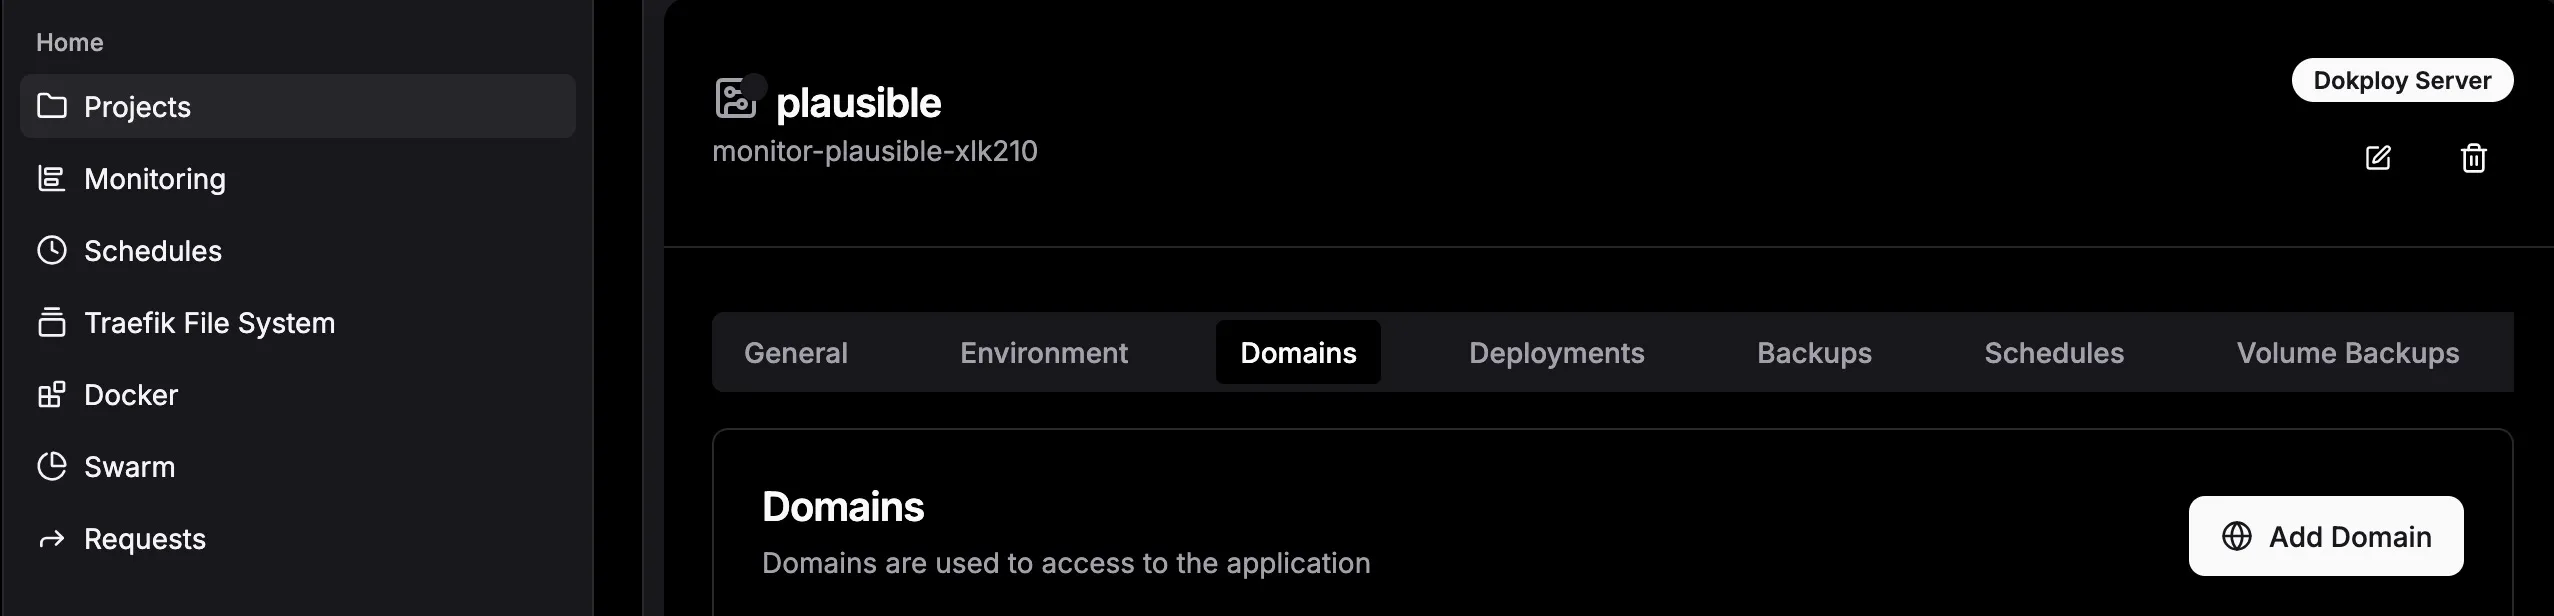 Home
Projects
Monitoring
Schedules
Traefik File System
Docker
Swarm
Requests
plausible
monitor-plausible-xlk210
Dokploy Server
General Environment Domains Deployments Backups Schedules Volume Backups
Domains
Domains are used to access to the application
Add Domain